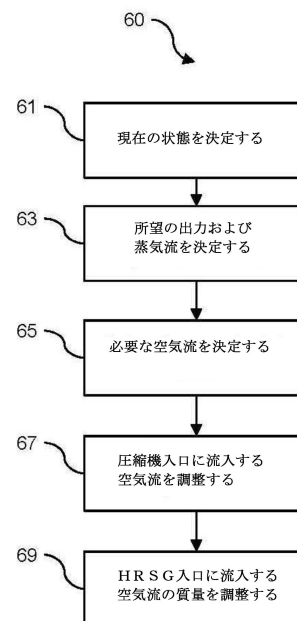 60
61
現在の状態を決定する
63
所望の出力および
蒸気流を決定する
65
必要な空気流を決定する
67
圧縮機入口に流入する
空気流を調整する
69
HRSG入口に流入する
空気流の質量を調整する